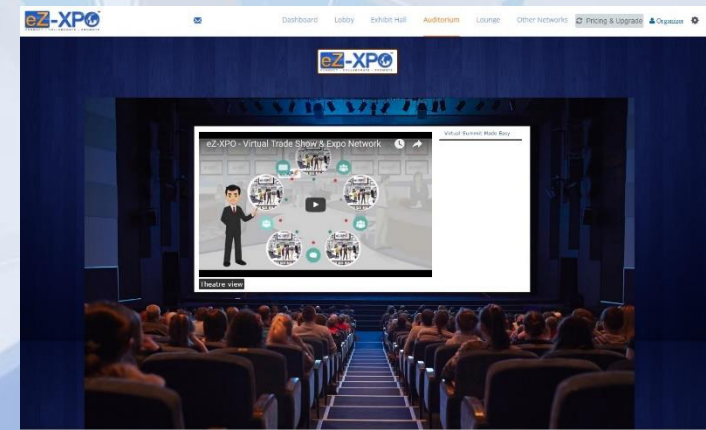 eZ-XPO
Dashboard Lobby Exhibit Hall Auditorium Lounge Other Networks Pricing & Upgrade Organizer
eZ-XPO
eZ-XPO - Virtual Trade Show & Expo Network
Virtual Summit Made Easy
Theatre view